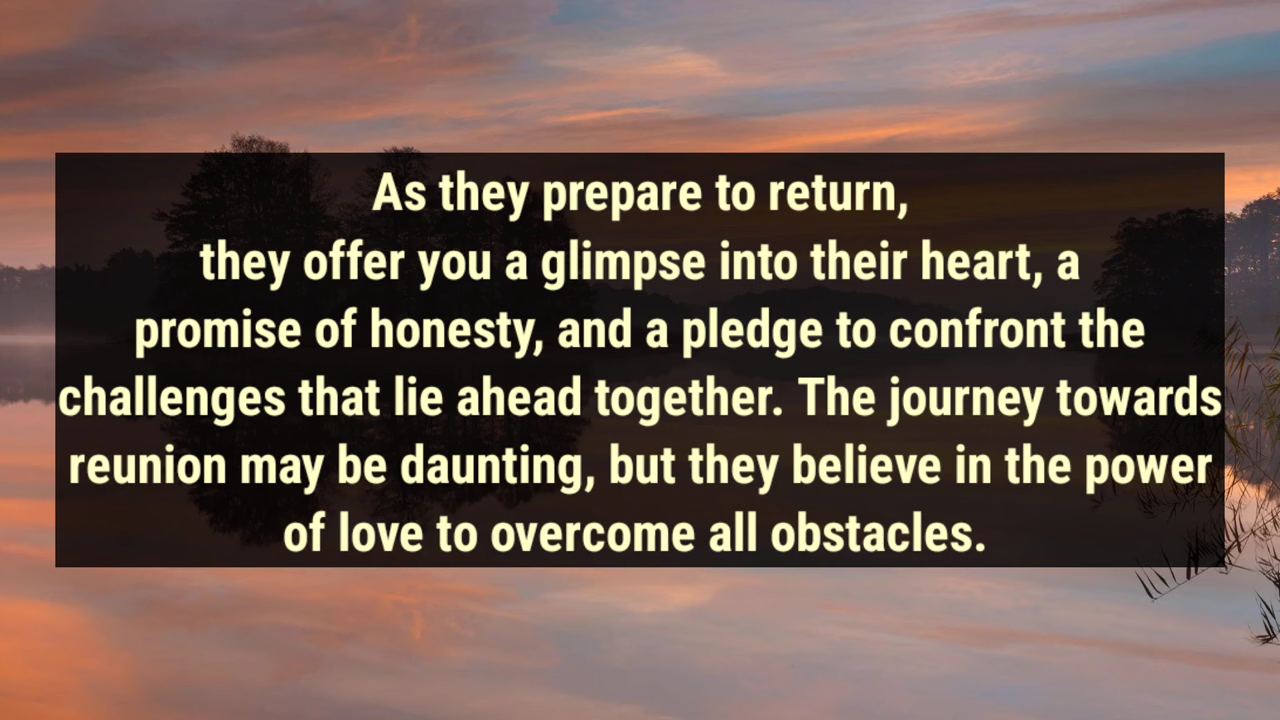 As they prepare to return,
they offer you a glimpse into their heart, a
promise of honesty, and a pledge to confront the
challenges that lie ahead together. The journey towards
reunion may be daunting, but they believe in the power
of love to overcome all obstacles.